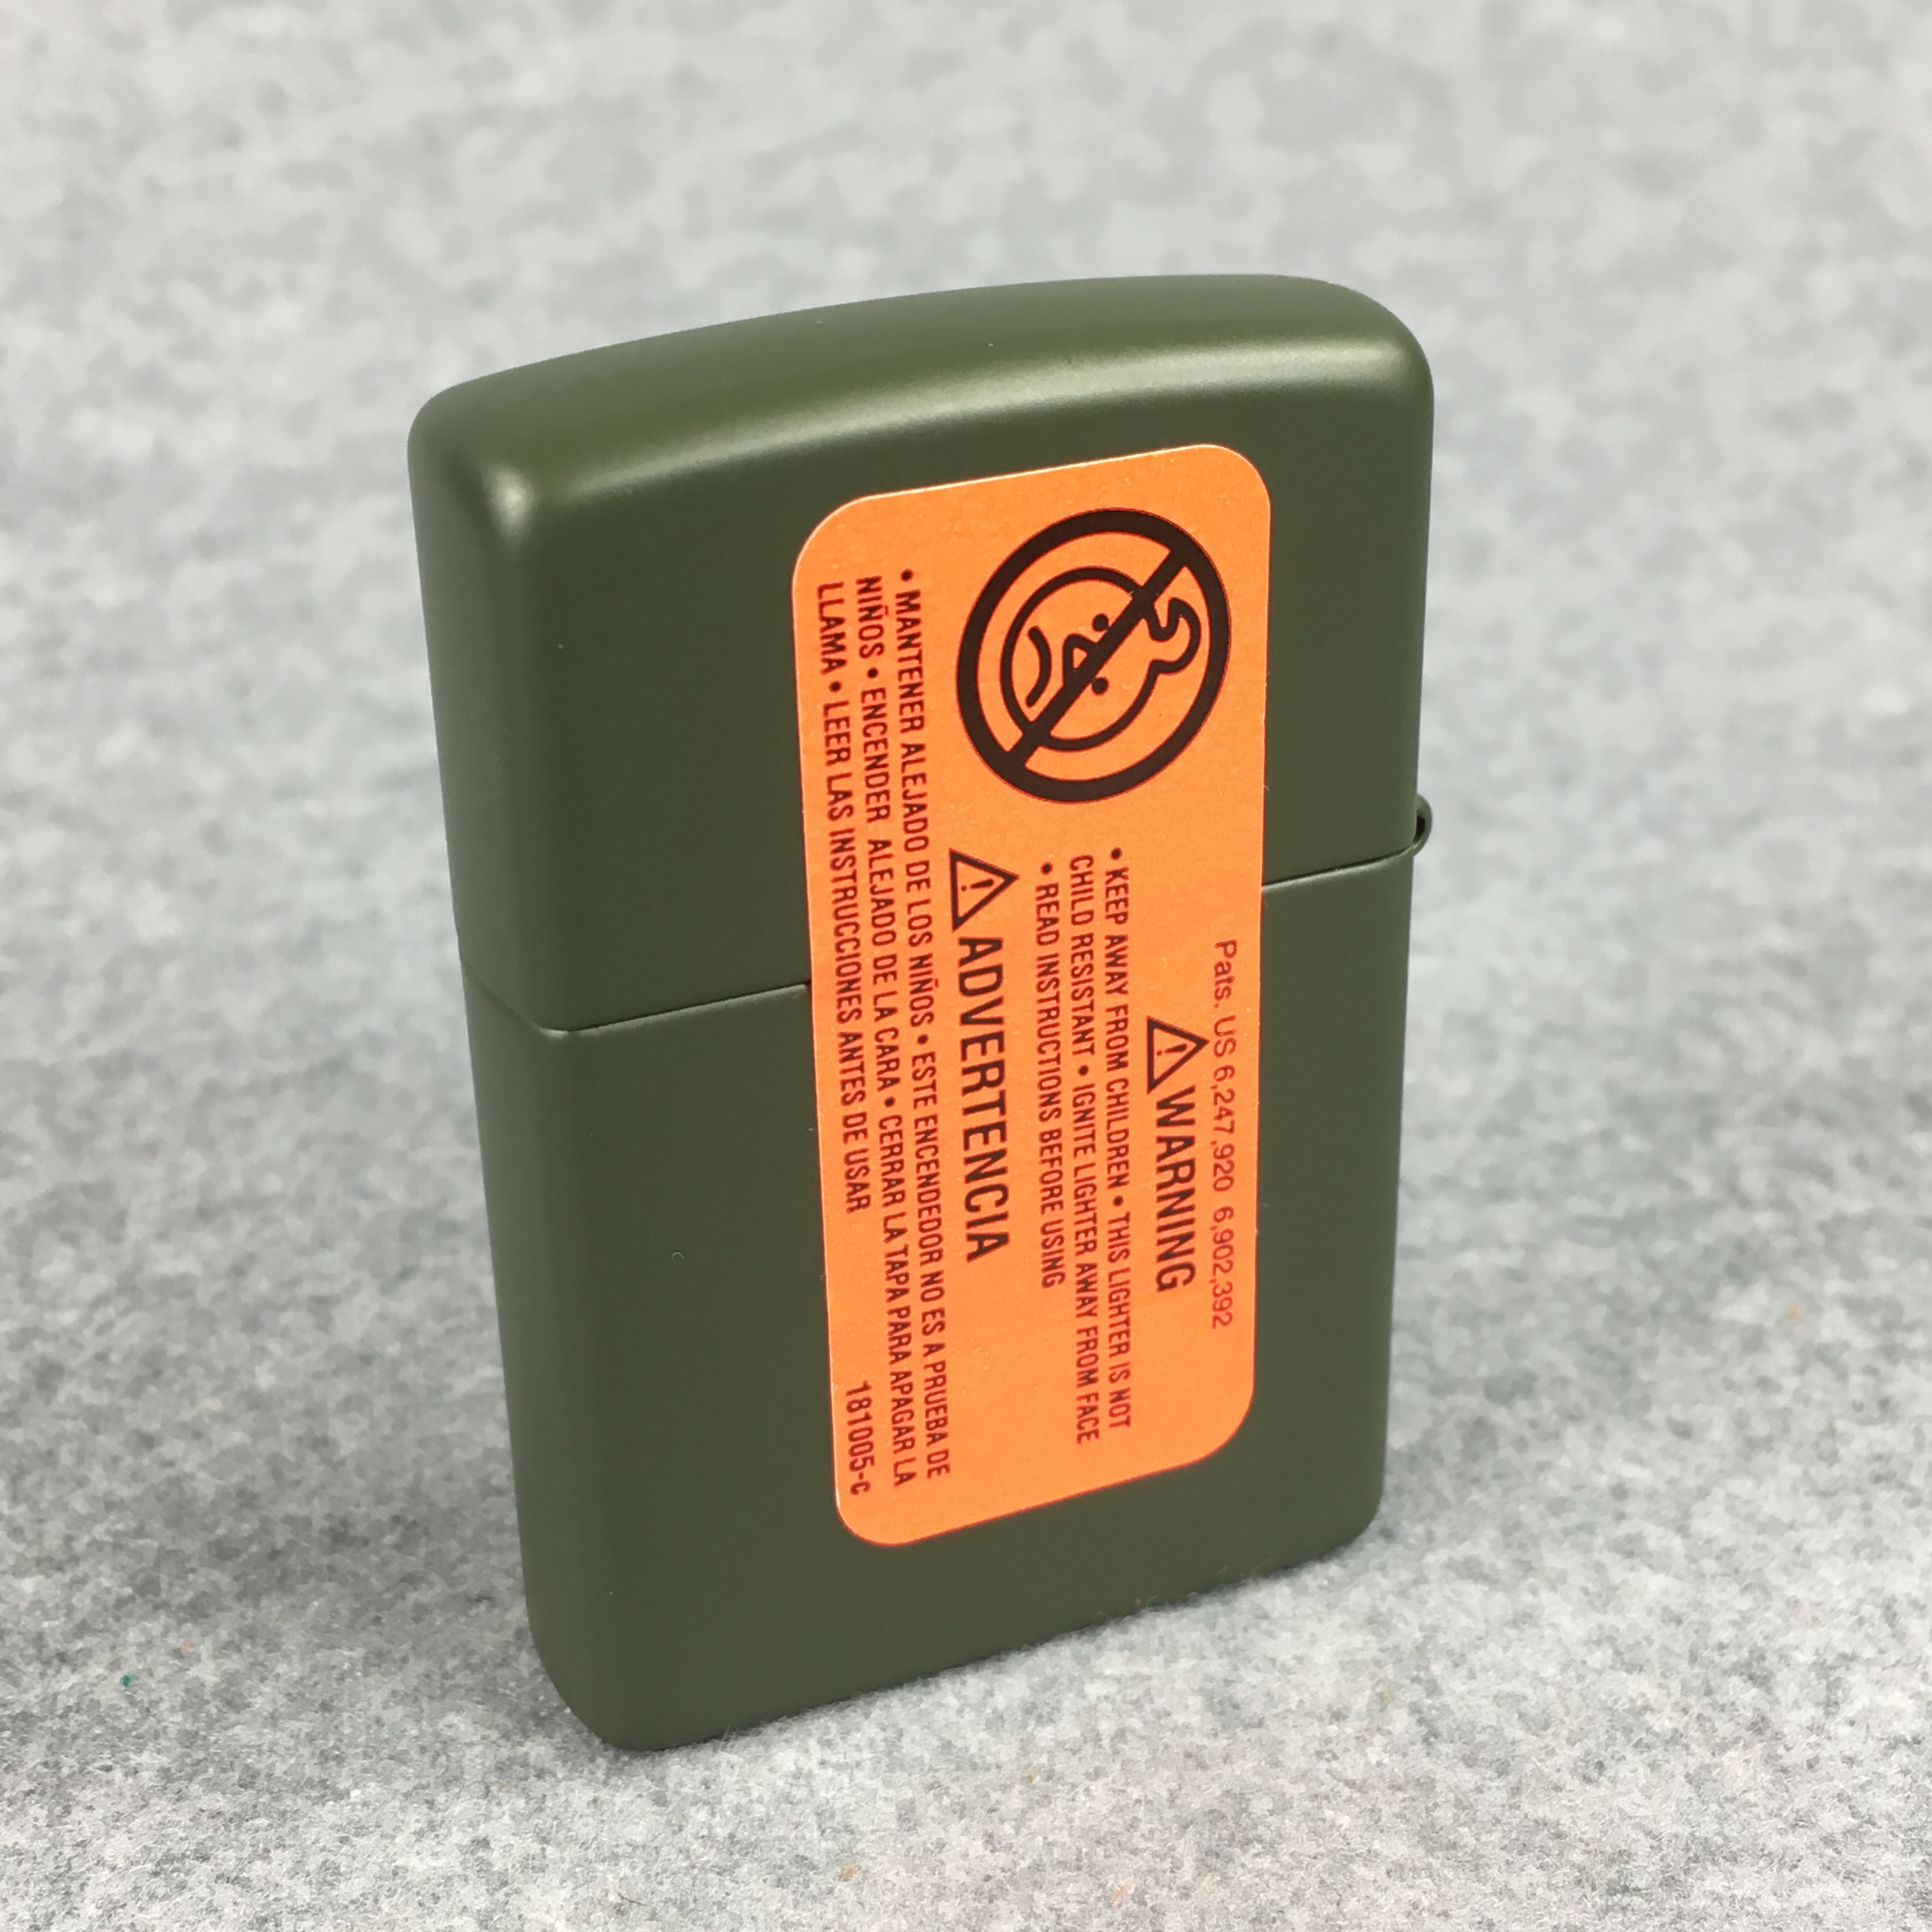 Pats. US 6,247,920 6,902,392
WARNING
• KEEP AWAY FROM CHILDREN • THIS LIGHTER IS NOT
CHILD RESISTANT • IGNITE LIGHTER AWAY FROM FACE
• READ INSTRUCTIONS BEFORE USING
ADVERTENCIA
• MANTENER ALEJADO DE LOS NIÑOS • ESTE ENCENDEDOR NO ES A PRUEBA DE
NIÑOS • ENCENDER ALEJADO DE LA CARA • CERRAR LA TAPA PARA APAGAR LA
LLAMA • LEER LAS INSTRUCCIONES ANTES DE USAR 181005-c